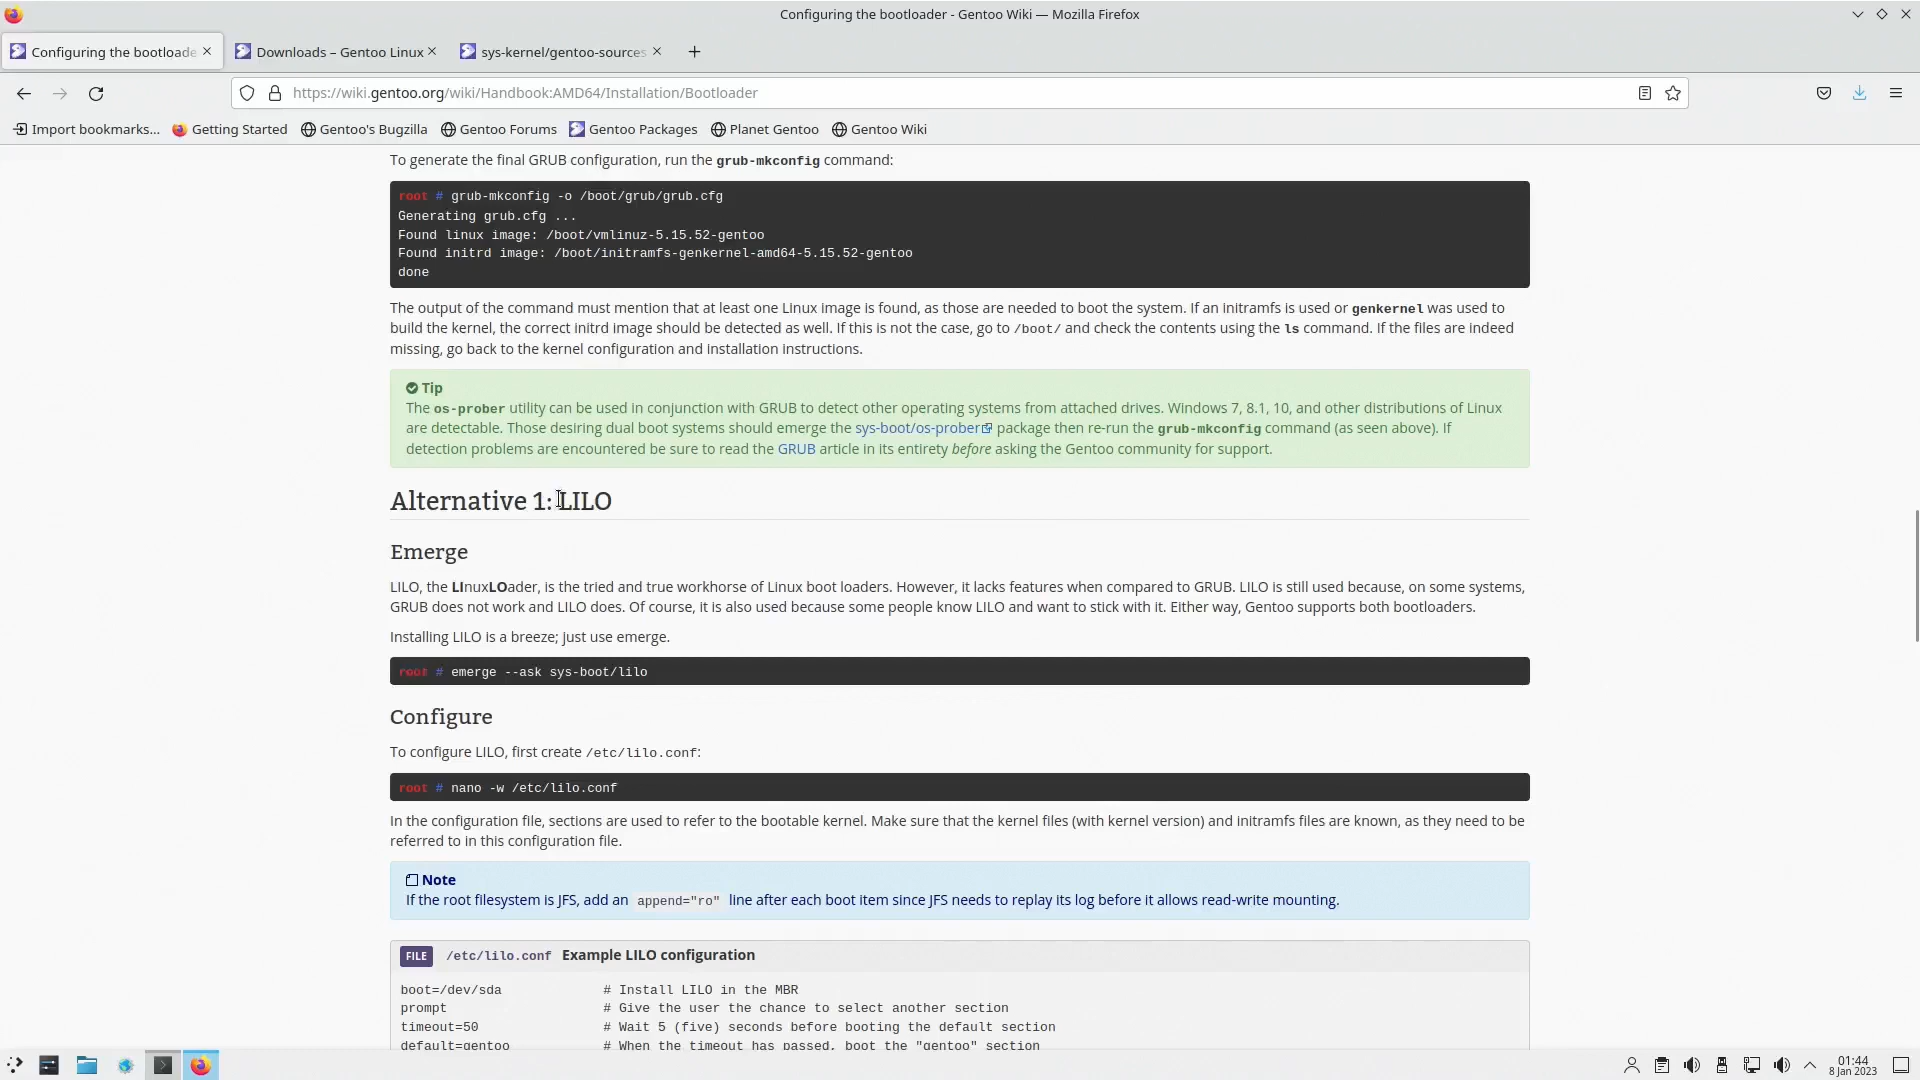 Configuring the bootloader - Gentoo Wiki — Mozilla Firefox
Configuring the bootloade
Downloads – Gentoo Linux
sys-kernel/gentoo-sources
https://wiki.gentoo.org/wiki/Handbook:AMD64/Installation/Bootloader
Import bookmarks... Getting Started Gentoo's Bugzilla Gentoo Forums Gentoo Packages Planet Gentoo Gentoo Wiki
To generate the final GRUB configuration, run the grub-mkconfig command:
root # grub-mkconfig -o /boot/grub/grub.cfg
Generating grub.cfg ...
Found linux image: /boot/vmlinuz-5.15.52-gentoo
Found initrd image: /boot/initramfs-genkernel-amd64-5.15.52-gentoo
done
The output of the command must mention that at least one Linux image is found, as those are needed to boot the system. If an initramfs is used or genkernel was used to
build the kernel, the correct initrd image should be detected as well. If this is not the case, go to /boot/ and check the contents using the ls command. If the files are indeed
missing, go back to the kernel configuration and installation instructions.
Tip
The os-prober utility can be used in conjunction with GRUB to detect other operating systems from attached drives. Windows 7, 8.1, 10, and other distributions of Linux
are detectable. Those desiring dual boot systems should emerge the sys-boot/os-prober package then re-run the grub-mkconfig command (as seen above). If
detection problems are encountered be sure to read the GRUB article in its entirety before asking the Gentoo community for support.
Alternative 1: LILO
Emerge
LILO, the LInuxLOader, is the tried and true workhorse of Linux boot loaders. However, it lacks features when compared to GRUB. LILO is still used because, on some systems,
GRUB does not work and LILO does. Of course, it is also used because some people know LILO and want to stick with it. Either way, Gentoo supports both bootloaders.
Installing LILO is a breeze; just use emerge.
root # emerge --ask sys-boot/lilo
Configure
To configure LILO, first create /etc/lilo.conf:
root # nano -w /etc/lilo.conf
In the configuration file, sections are used to refer to the bootable kernel. Make sure that the kernel files (with kernel version) and initramfs files are known, as they need to be
referred to in this configuration file.
Note
If the root filesystem is JFS, add an append="ro" line after each boot item since JFS needs to replay its log before it allows read-write mounting.
FILE /etc/lilo.conf Example LILO configuration
boot=/dev/sda # Install LILO in the MBR
prompt # Give the user the chance to select another section
timeout=50 # Wait 5 (five) seconds before booting the default section
default=gentoo # When the timeout has passed, boot the "gentoo" section
01:44
8 Jan 2023